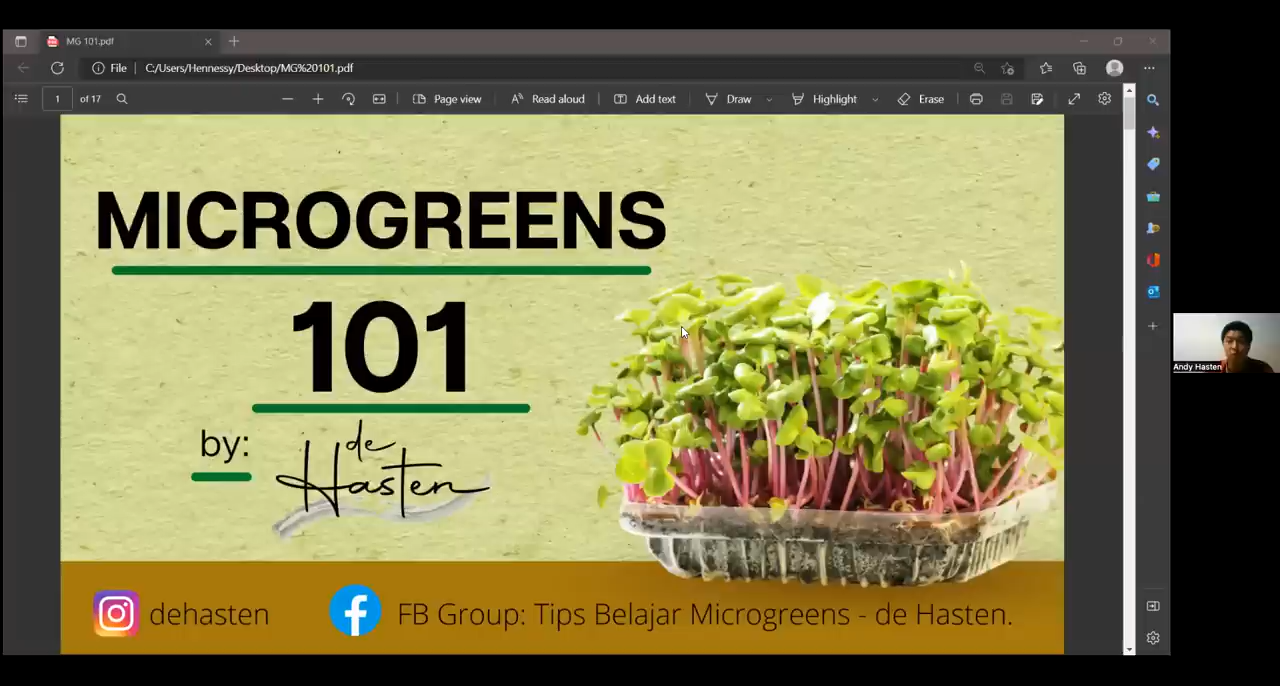 MG 101.pdf
File C:/Users/Hennessy/Desktop/MG%20101.pdf
1 of 17 Page view Read aloud Add text Draw Highlight Erase
MICROGREENS
101
by: de Hasten
dehasten FB Group: Tips Belajar Microgreens - de Hasten.
Andy Hasten